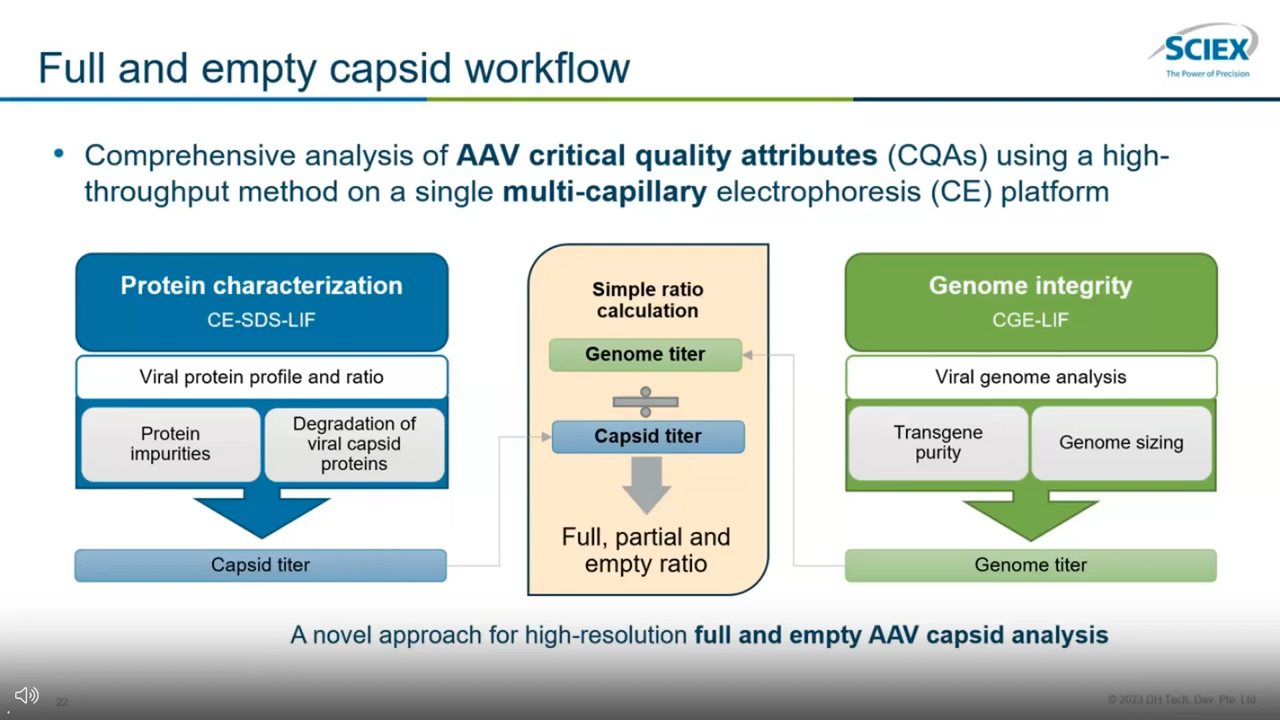 Full and empty capsid workflow
SCIEX
The Power of Precision
• Comprehensive analysis of AAV critical quality attributes (CQAs) using a high-
throughput method on a single multi-capillary electrophoresis (CE) platform
Protein characterization
CE-SDS-LIF
Viral protein profile and ratio
Protein
impurities
Degradation of
viral capsid
proteins
Capsid titer
Simple ratio
calculation
Genome titer
÷
Capsid titer
Full, partial and
empty ratio
Genome integrity
CGE-LIF
Viral genome analysis
Transgene
purity
Genome sizing
Genome titer
A novel approach for high-resolution full and empty AAV capsid analysis
22
© 2023 DH Tech. Dev. Pte. Ltd.